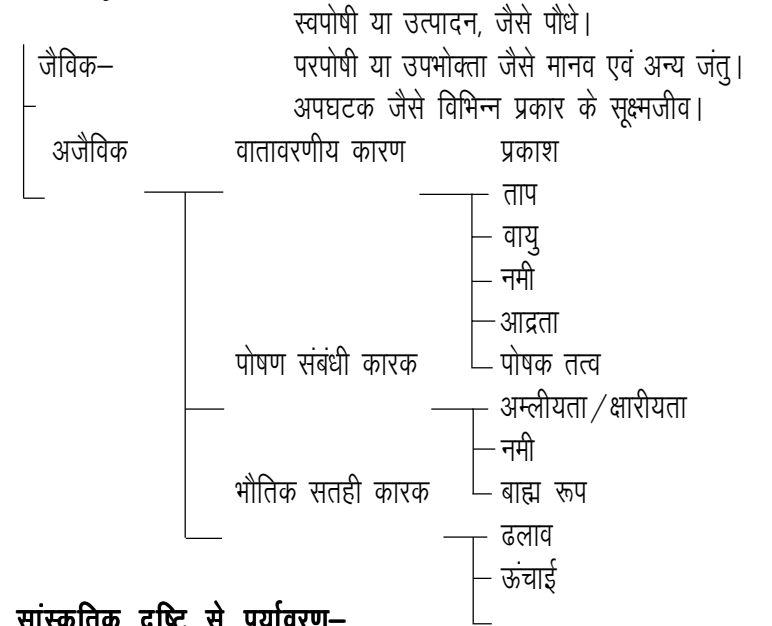 स्वपोषी या उत्पादन, जैसे पौधे।
जैविक– परपोषी या उपभोक्ता जैसे मानव एवं अन्य जंतु।
अपघटक जैसे विभिन्न प्रकार के सूक्ष्मजीव।
अजैविक वातावरणीय कारण प्रकाश
ताप
वायु
नमी
आद्रता
पोषण संबंधी कारक पोषक तत्व
अम्लीयता/क्षारीयता
नमी
भौतिक सतही कारक बाह्म रूप
ढलाव
ऊंचाई
सांस्कृतिक दृष्टि से पर्यावरण–